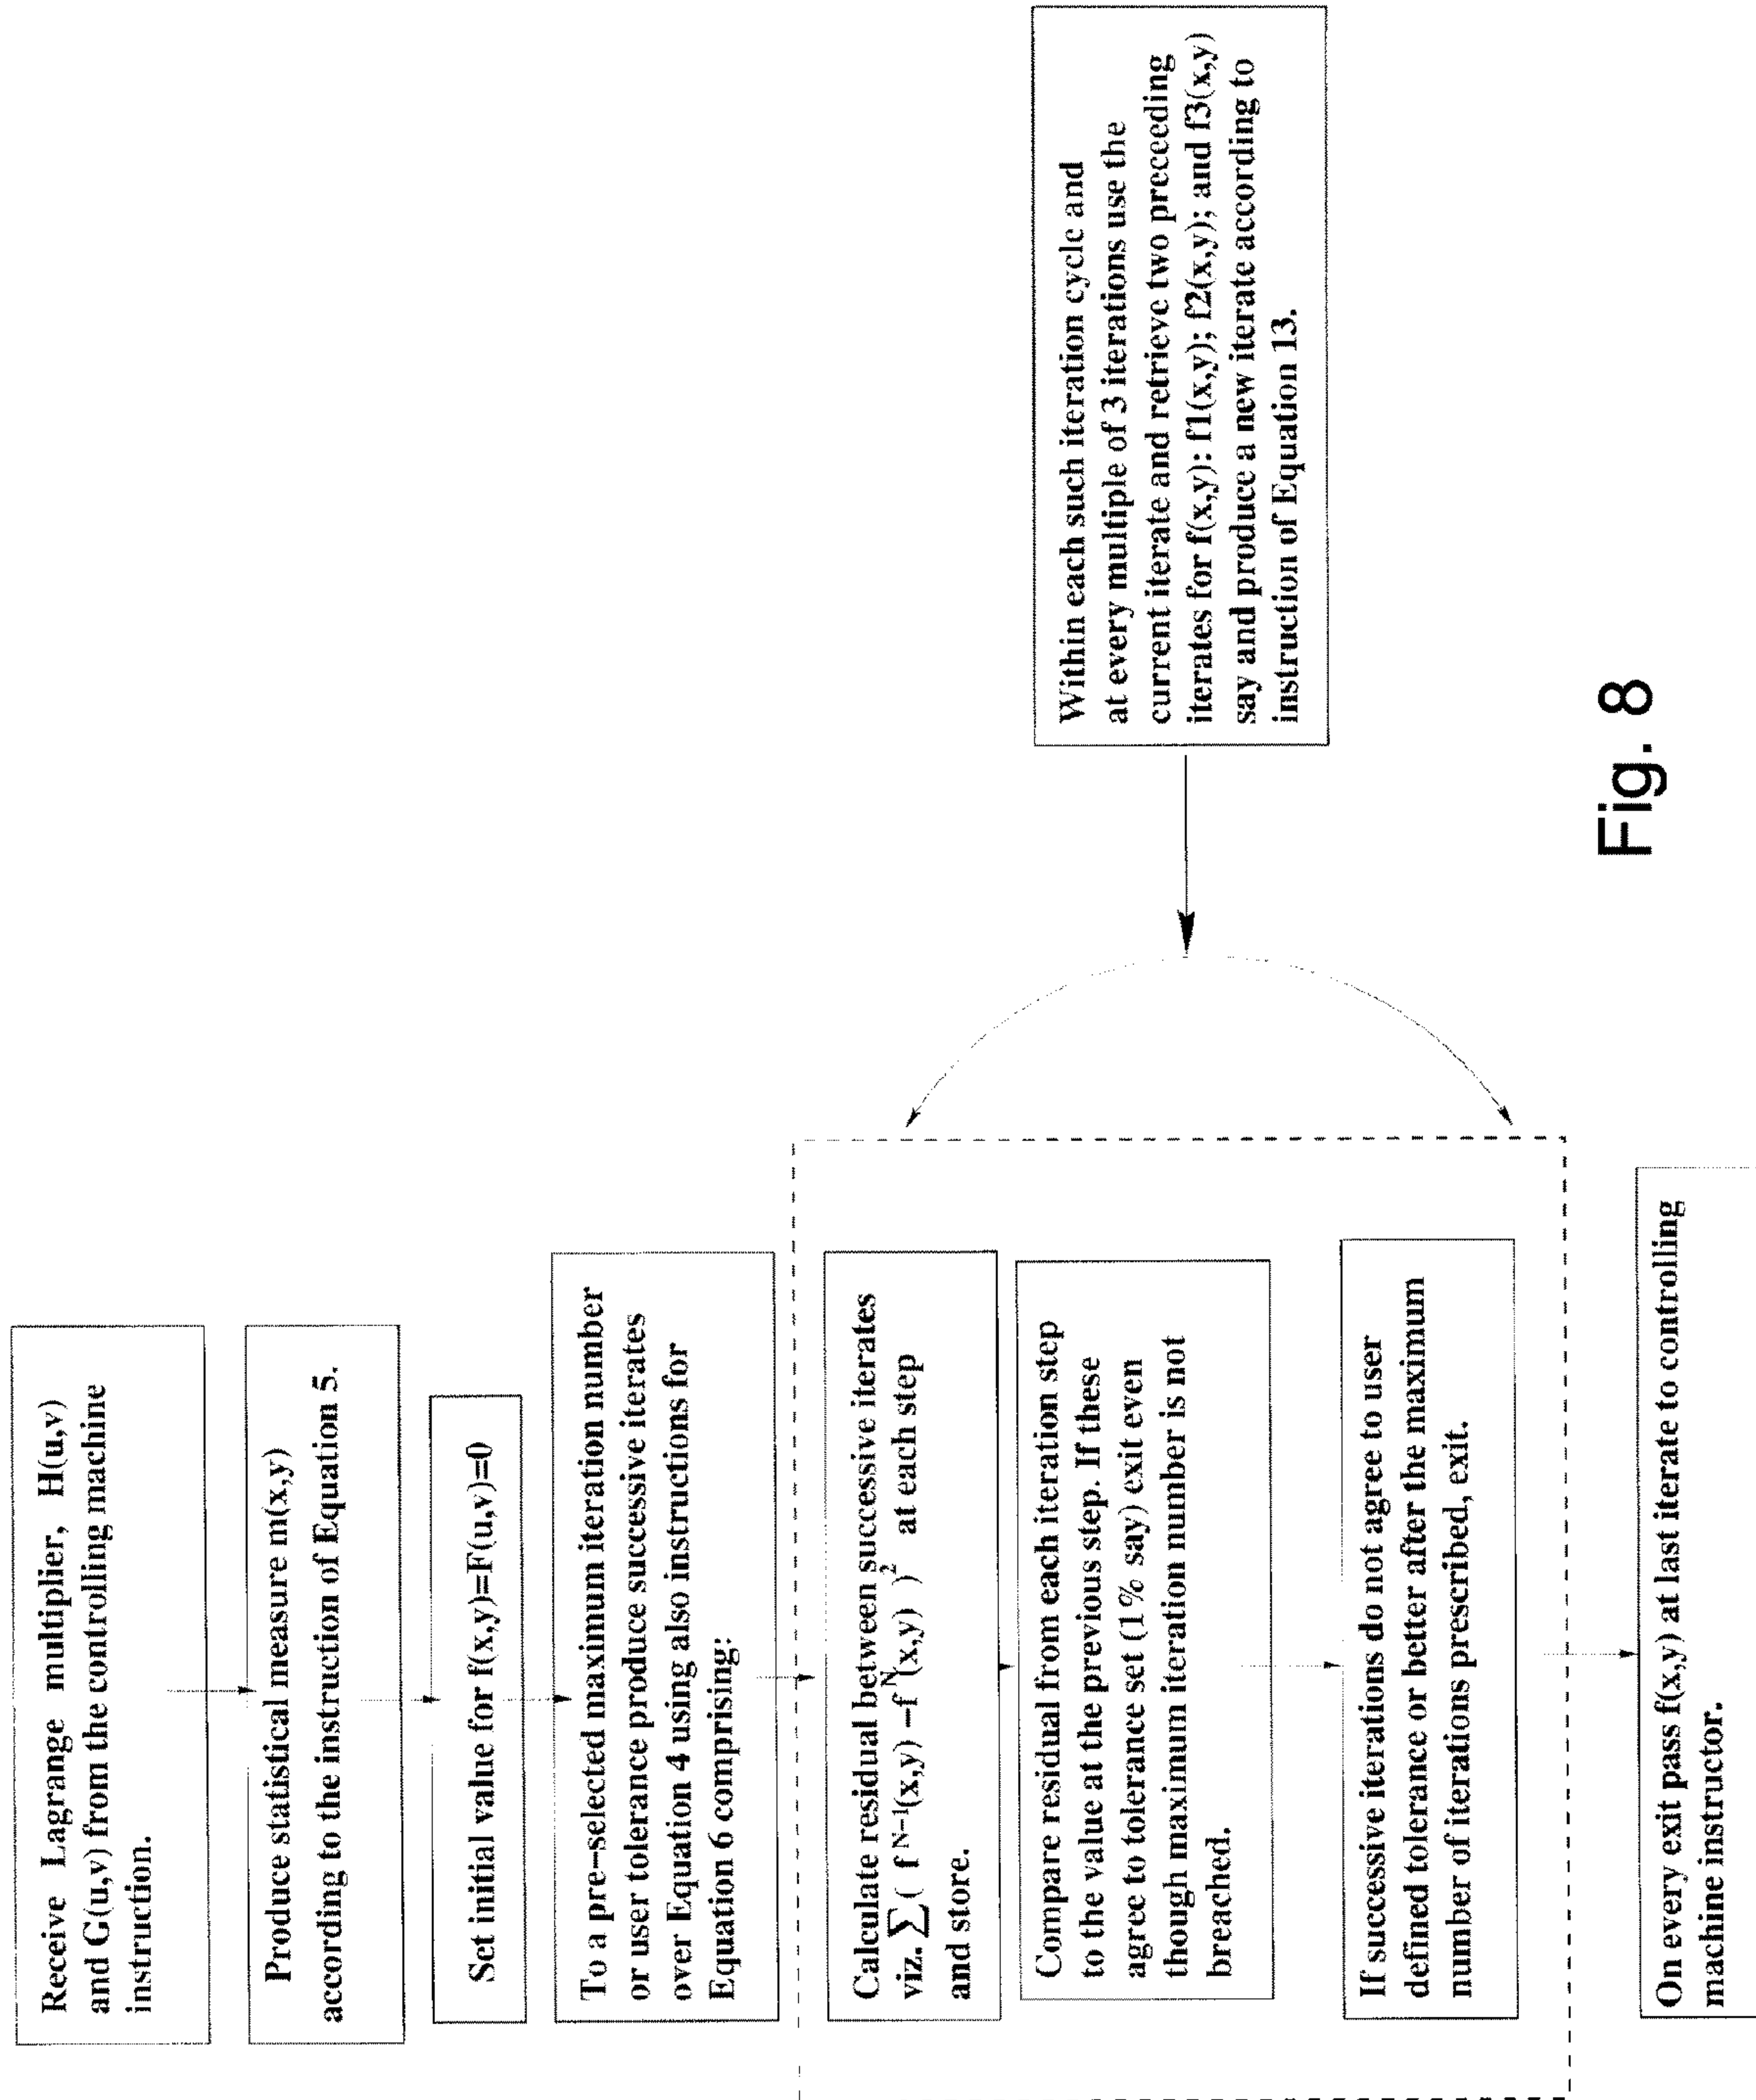 Receive Lagrange multiplier, H(u,v)
and G(u,v) from the controlling machine
instruction.
Produce statistical measure m(x,y)
according to the instruction of Equation 5.
Set initial value for f(x,y)=F(u,v)=0
To a pre-selected maximum iteration number
or user tolerance produce successive iterates
over Equation 4 using also instructions for
Equation 6 comprising:
Calculate residual between successive iterates
viz. ∑( f^N-1(x,y) - f^N(x,y) )^2 at each step
and store.
Compare residual from each iteration step
to the value at the previous step. If these
agree to tolerance set (1% say) exit even
though maximum iteration number is not
breached.
If successive iterations do not agree to user
defined tolerance or better after the maximum
number of iterations prescribed, exit.
On every exit pass f(x,y) at last iterate to controlling
machine instructor.
Within each such iteration cycle and
at every multiple of 3 iterations use the
current iterate and retrieve two preceeding
iterates for f(x,y): f1(x,y); f2(x,y); and f3(x,y)
say and produce a new iterate according to
instruction of Equation 13.
Fig. 8